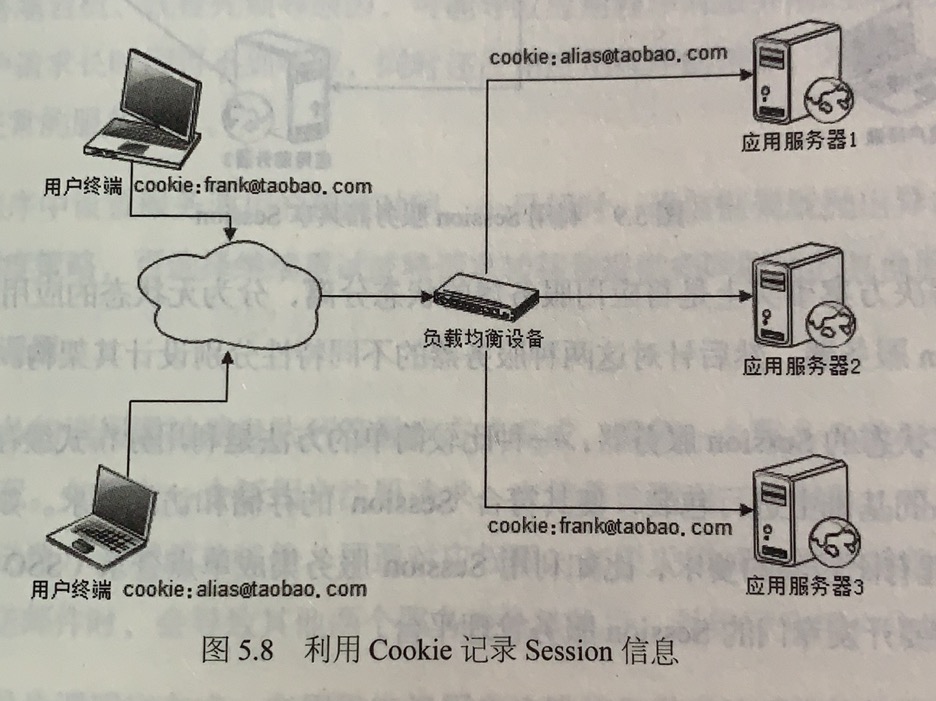 cookie:alias@taobao.com
应用服务器1
用户终端 cookie:frank@taobao.com
负载均衡设备
应用服务器2
cookie:frank@taobao.com
用户终端 cookie:alias@taobao.com
应用服务器3
图 5.8 利用 Cookie 记录 Session 信息